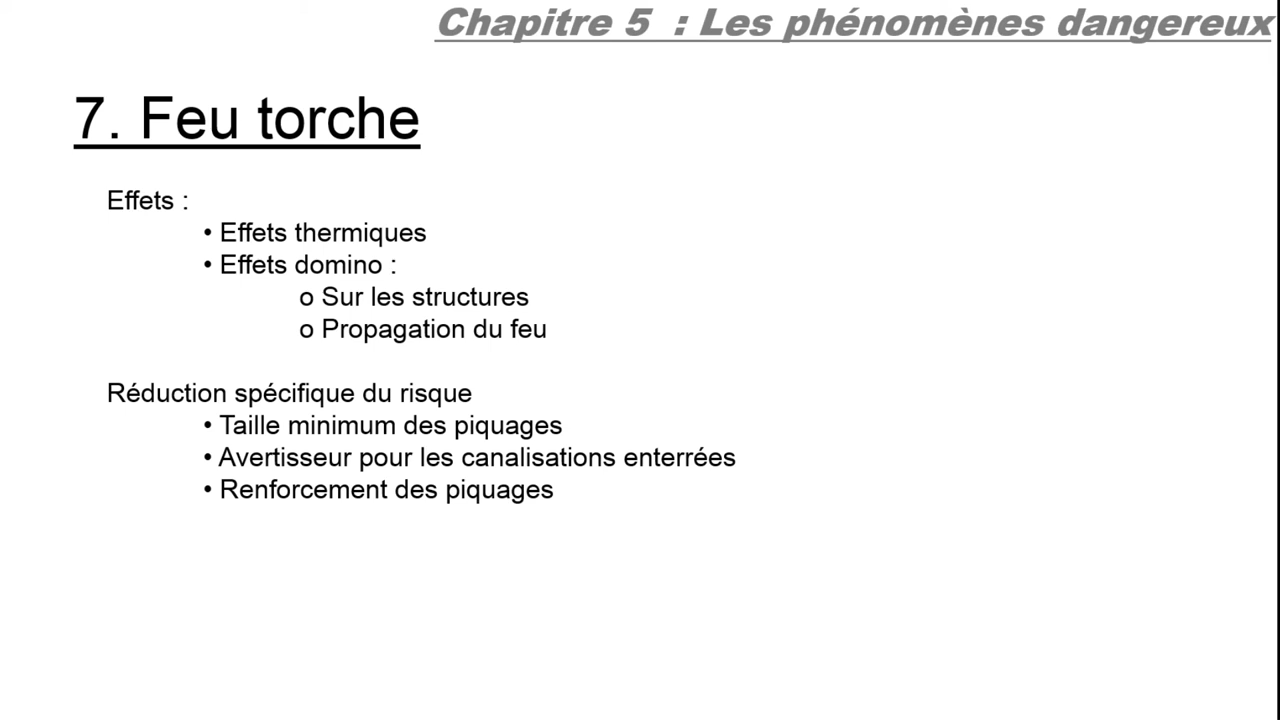 Chapitre 5 : Les phénomènes dangereux
7. Feu torche
Effets :
• Effets thermiques
• Effets domino :
o Sur les structures
o Propagation du feu
Réduction spécifique du risque
• Taille minimum des piquages
• Avertisseur pour les canalisations enterrées
• Renforcement des piquages